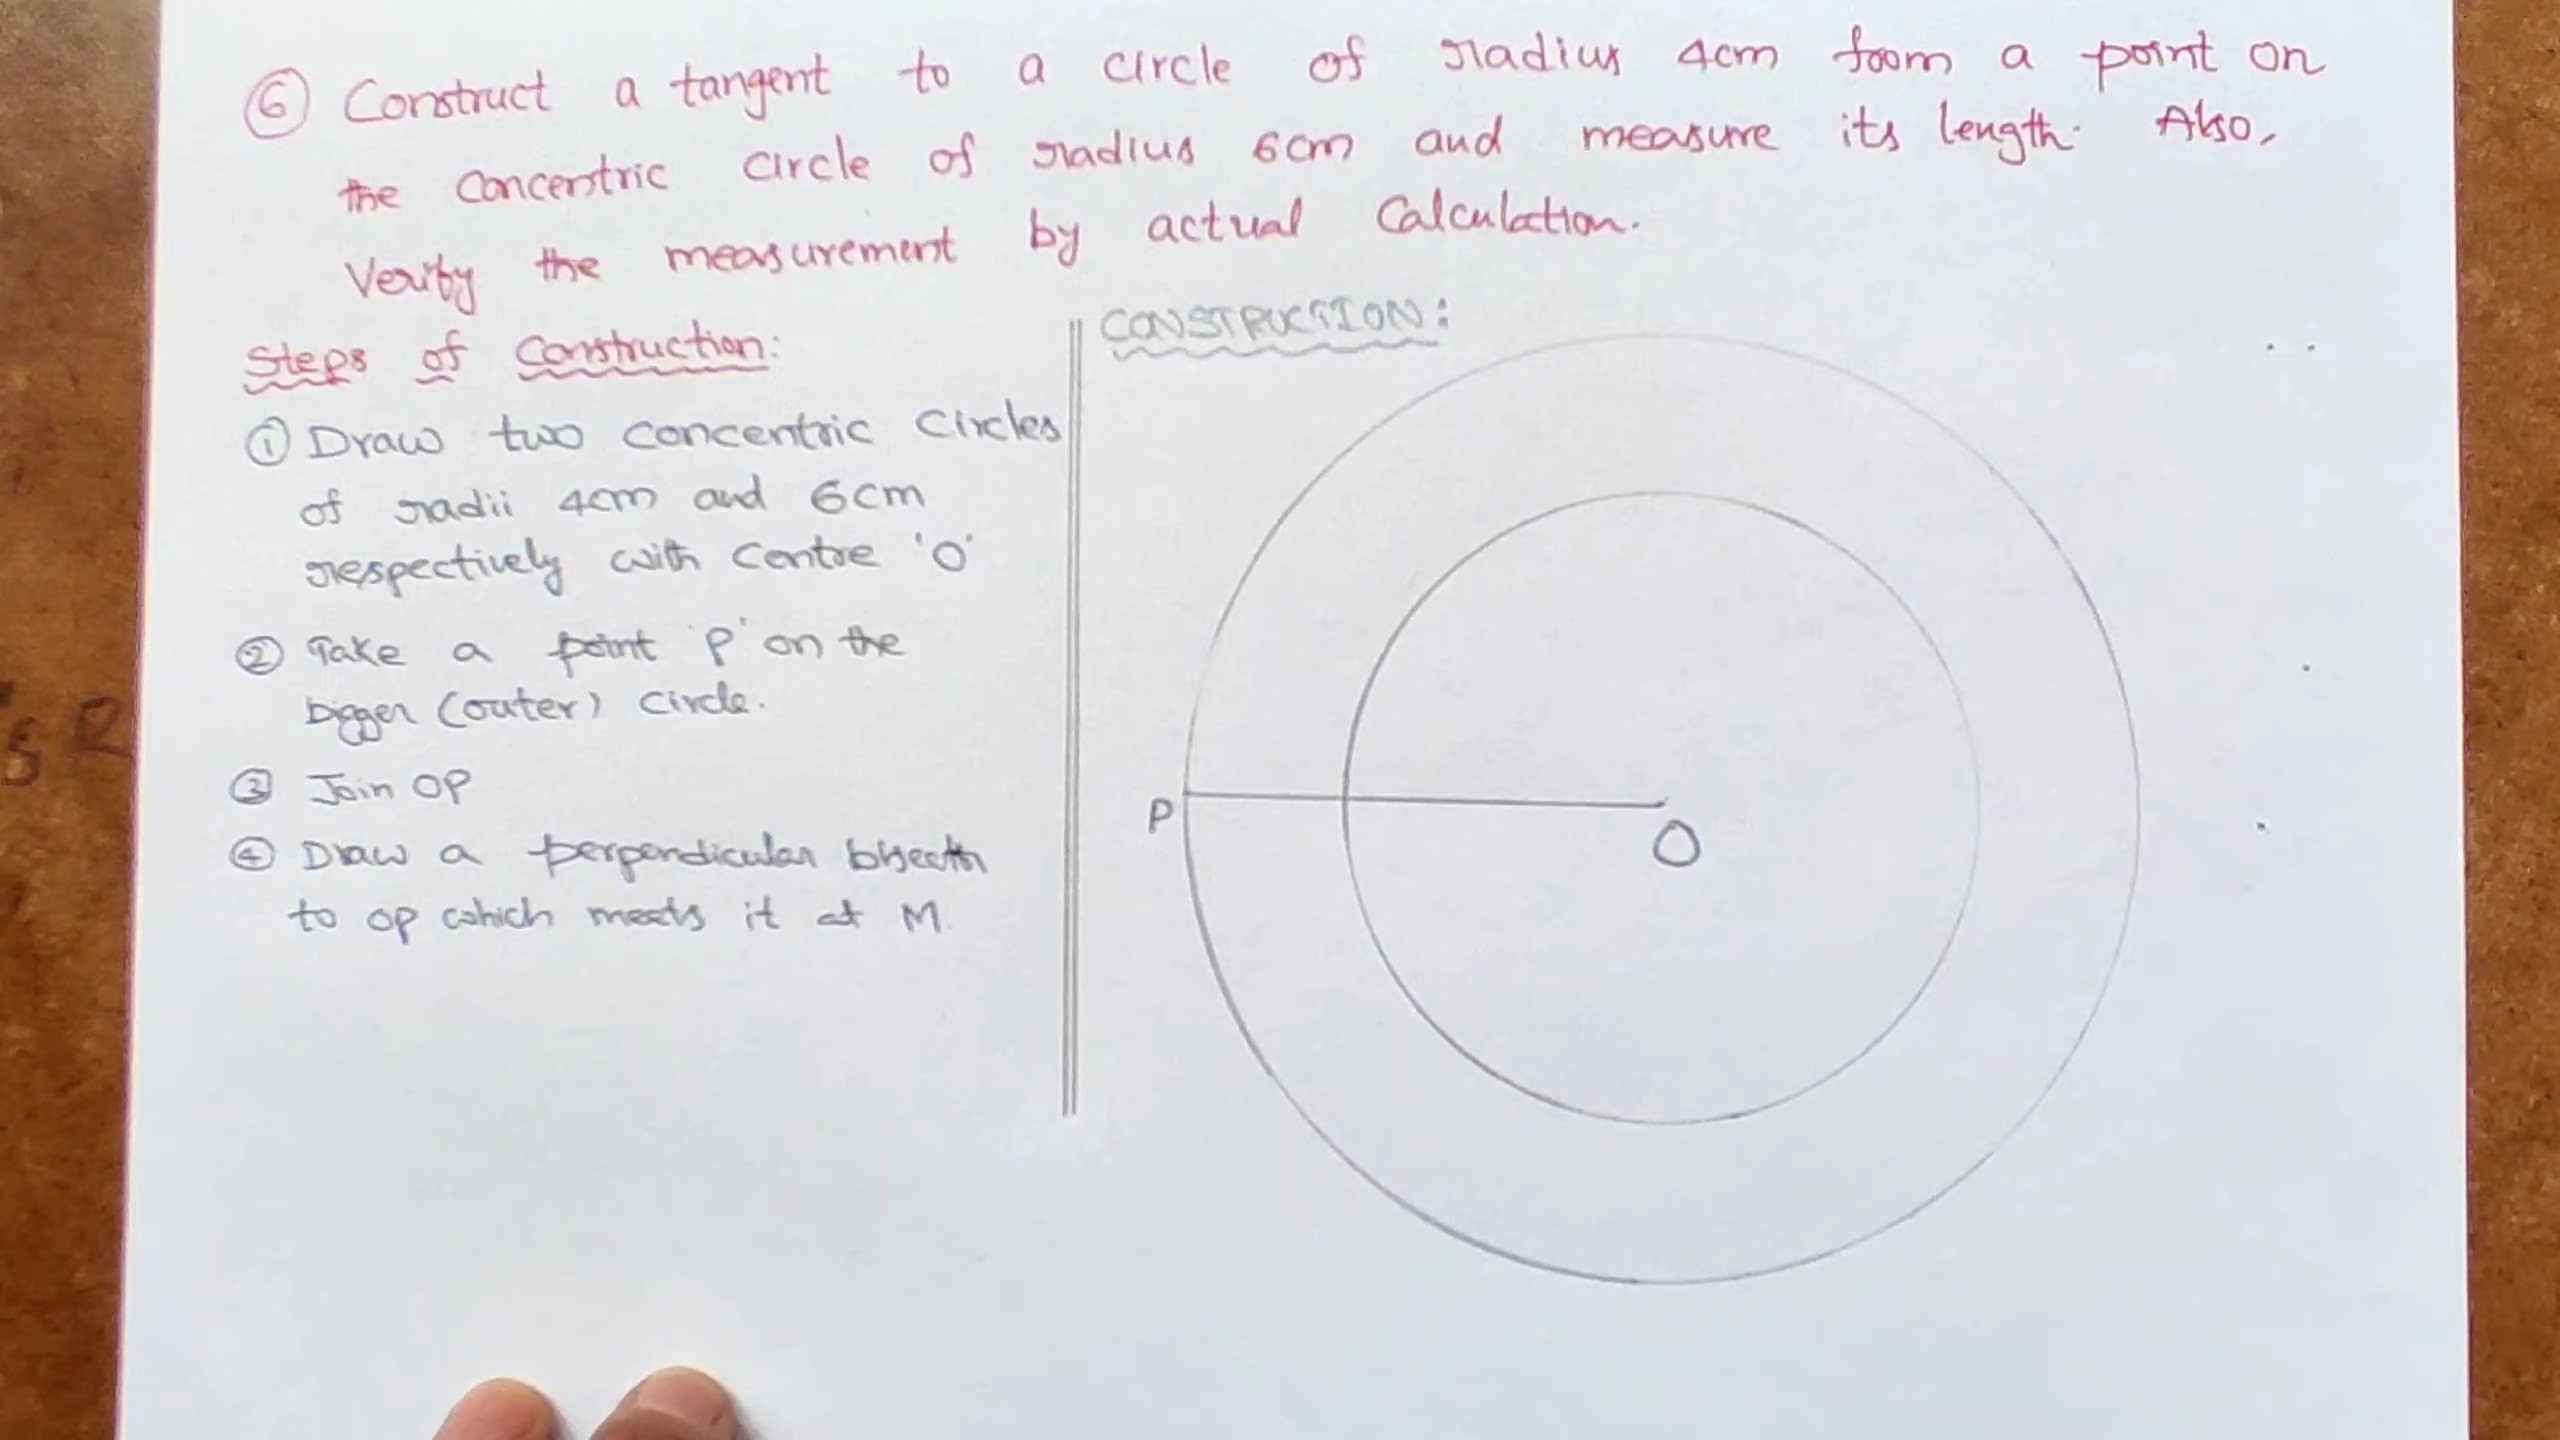 ⑥ Construct a tangent to a circle of radius 4cm from a point on
the concentric circle of radius 6cm and measure its length. Also,
Verify the measurement by actual Calculation.
Steps of Construction:
① Draw two concentric circles
of radii 4cm and 6cm
respectively with centre 'O'
② Take a point 'P' on the
bigger (outer) circle.
③ Join OP
④ Draw a perpendicular bisector
to OP which meets it at M.
CONSTRUCTION:
P
O
SR